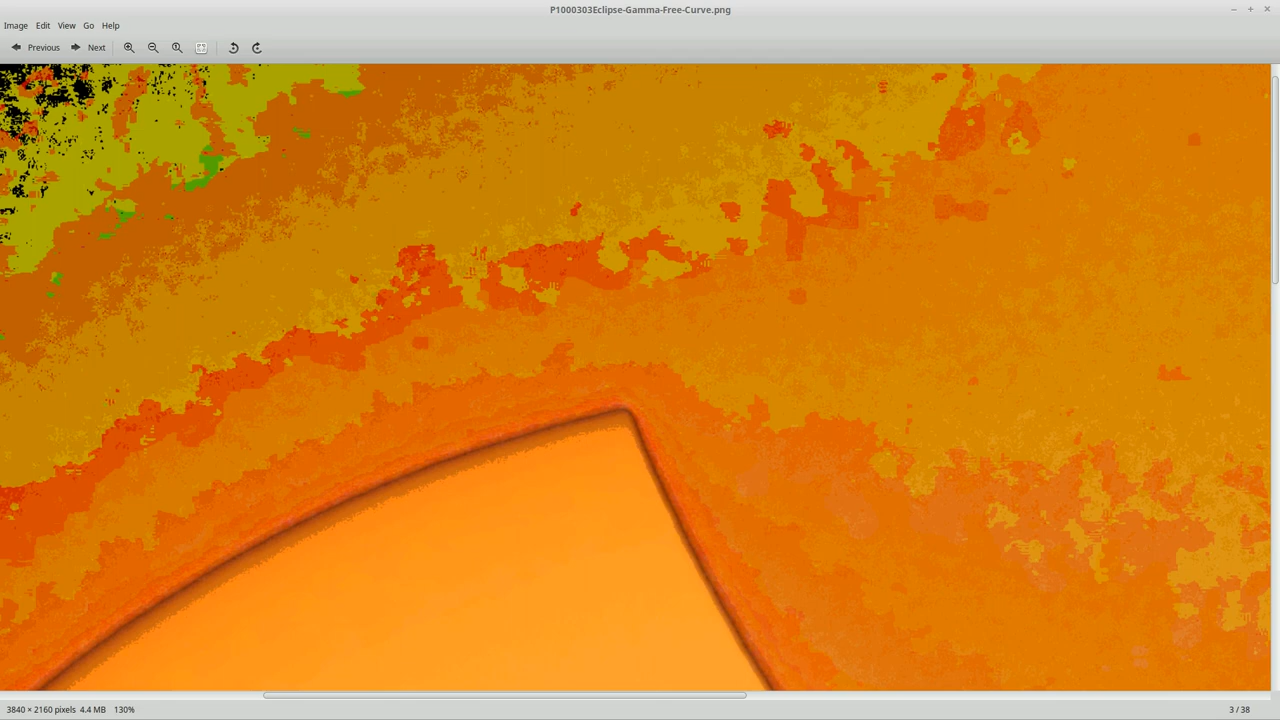 P1000303Eclipse-Gamma-Free-Curve.png
Image Edit View Go Help
Previous Next
3840 × 2160 pixels 4.4 MB 130%
3 / 38